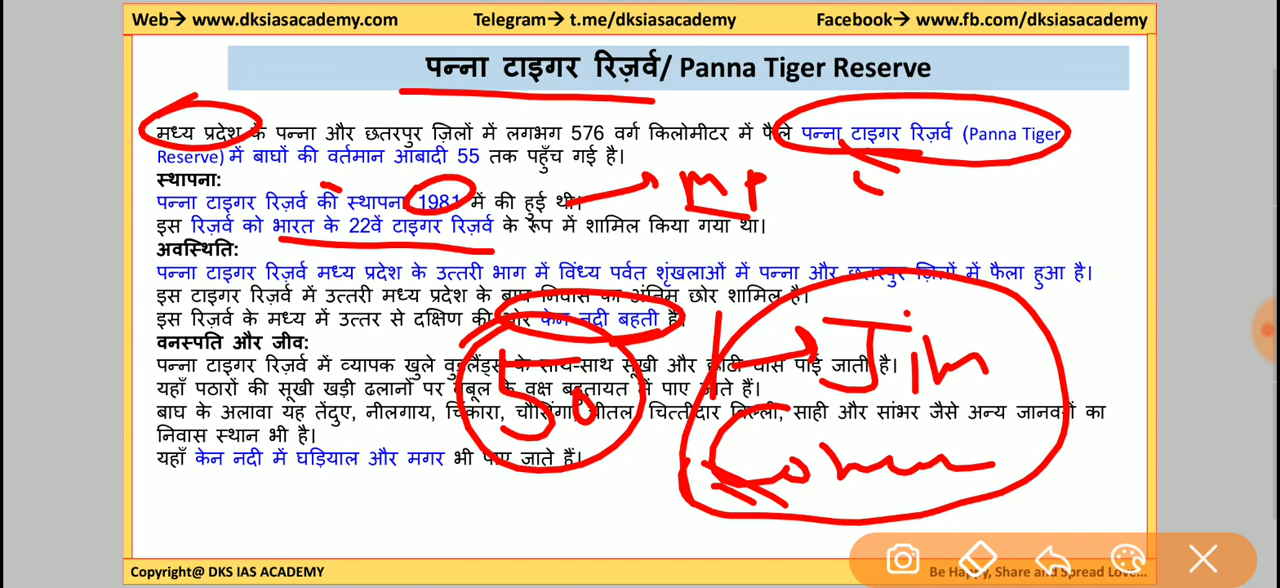 Web→ www.dksiasacademy.com Telegram→ t.me/dksiasacademy Facebook→ www.fb.com/dksiasacademy
पन्ना टाइगर रिज़र्व/ Panna Tiger Reserve
मध्य प्रदेश के पन्ना और छतरपुर ज़िलों में लगभग 576 वर्ग किलोमीटर में फैले पन्ना टाइगर रिज़र्व (Panna Tiger
Reserve) में बाघों की वर्तमान आबादी 55 तक पहुँच गई है।
स्थापना:
पन्ना टाइगर रिज़र्व की स्थापना 1981 में की हुई थी।
MP
इस रिज़र्व को भारत के 22वें टाइगर रिज़र्व के रूप में शामिल किया गया था।
अवस्थिति:
पन्ना टाइगर रिज़र्व मध्य प्रदेश के उत्तरी भाग में विंध्य पर्वत शृंखलाओं में पन्ना और छतरपुर ज़िलों में फैला हुआ है।
इस टाइगर रिज़र्व में उत्तरी मध्य प्रदेश के बाघ निवास का अंतिम छोर शामिल है।
इस रिज़र्व के मध्य में उत्तर से दक्षिण की ओर केन नदी बहती है।
वनस्पति और जीव:
पन्ना टाइगर रिज़र्व में व्यापक खुले वुडलैंड्स के साथ-साथ सूखी और छोटी घास पाई जाती है।
50
Jim
यहाँ पठारों की सूखी खड़ी ढलानों पर बबूल के वृक्ष बहुतायत में पाए जाते हैं।
बाघ के अलावा यह तेंदुए, नीलगाय, चिंकारा, चौसिंगा, चीतल, चित्तीदार बिल्ली, साही और सांभर जैसे अन्य जानवरों का
निवास स्थान भी है।
यहाँ केन नदी में घड़ियाल और मगर भी पाए जाते हैं।
Copyright@ DKS IAS ACADEMY Be Happy, Share and Spread Love...